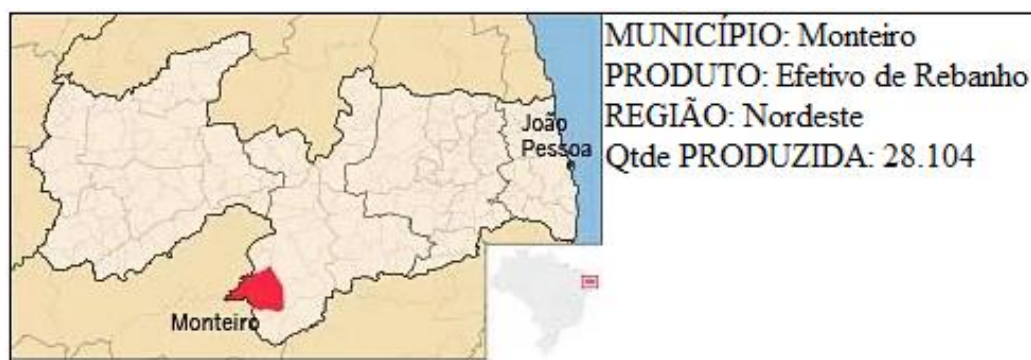 MUNICÍPIO: Monteiro
PRODUTO: Efetivo de Rebanho
REGIÃO: Nordeste
Qtde PRODUZIDA: 28.104
João
Pessoa
Monteiro